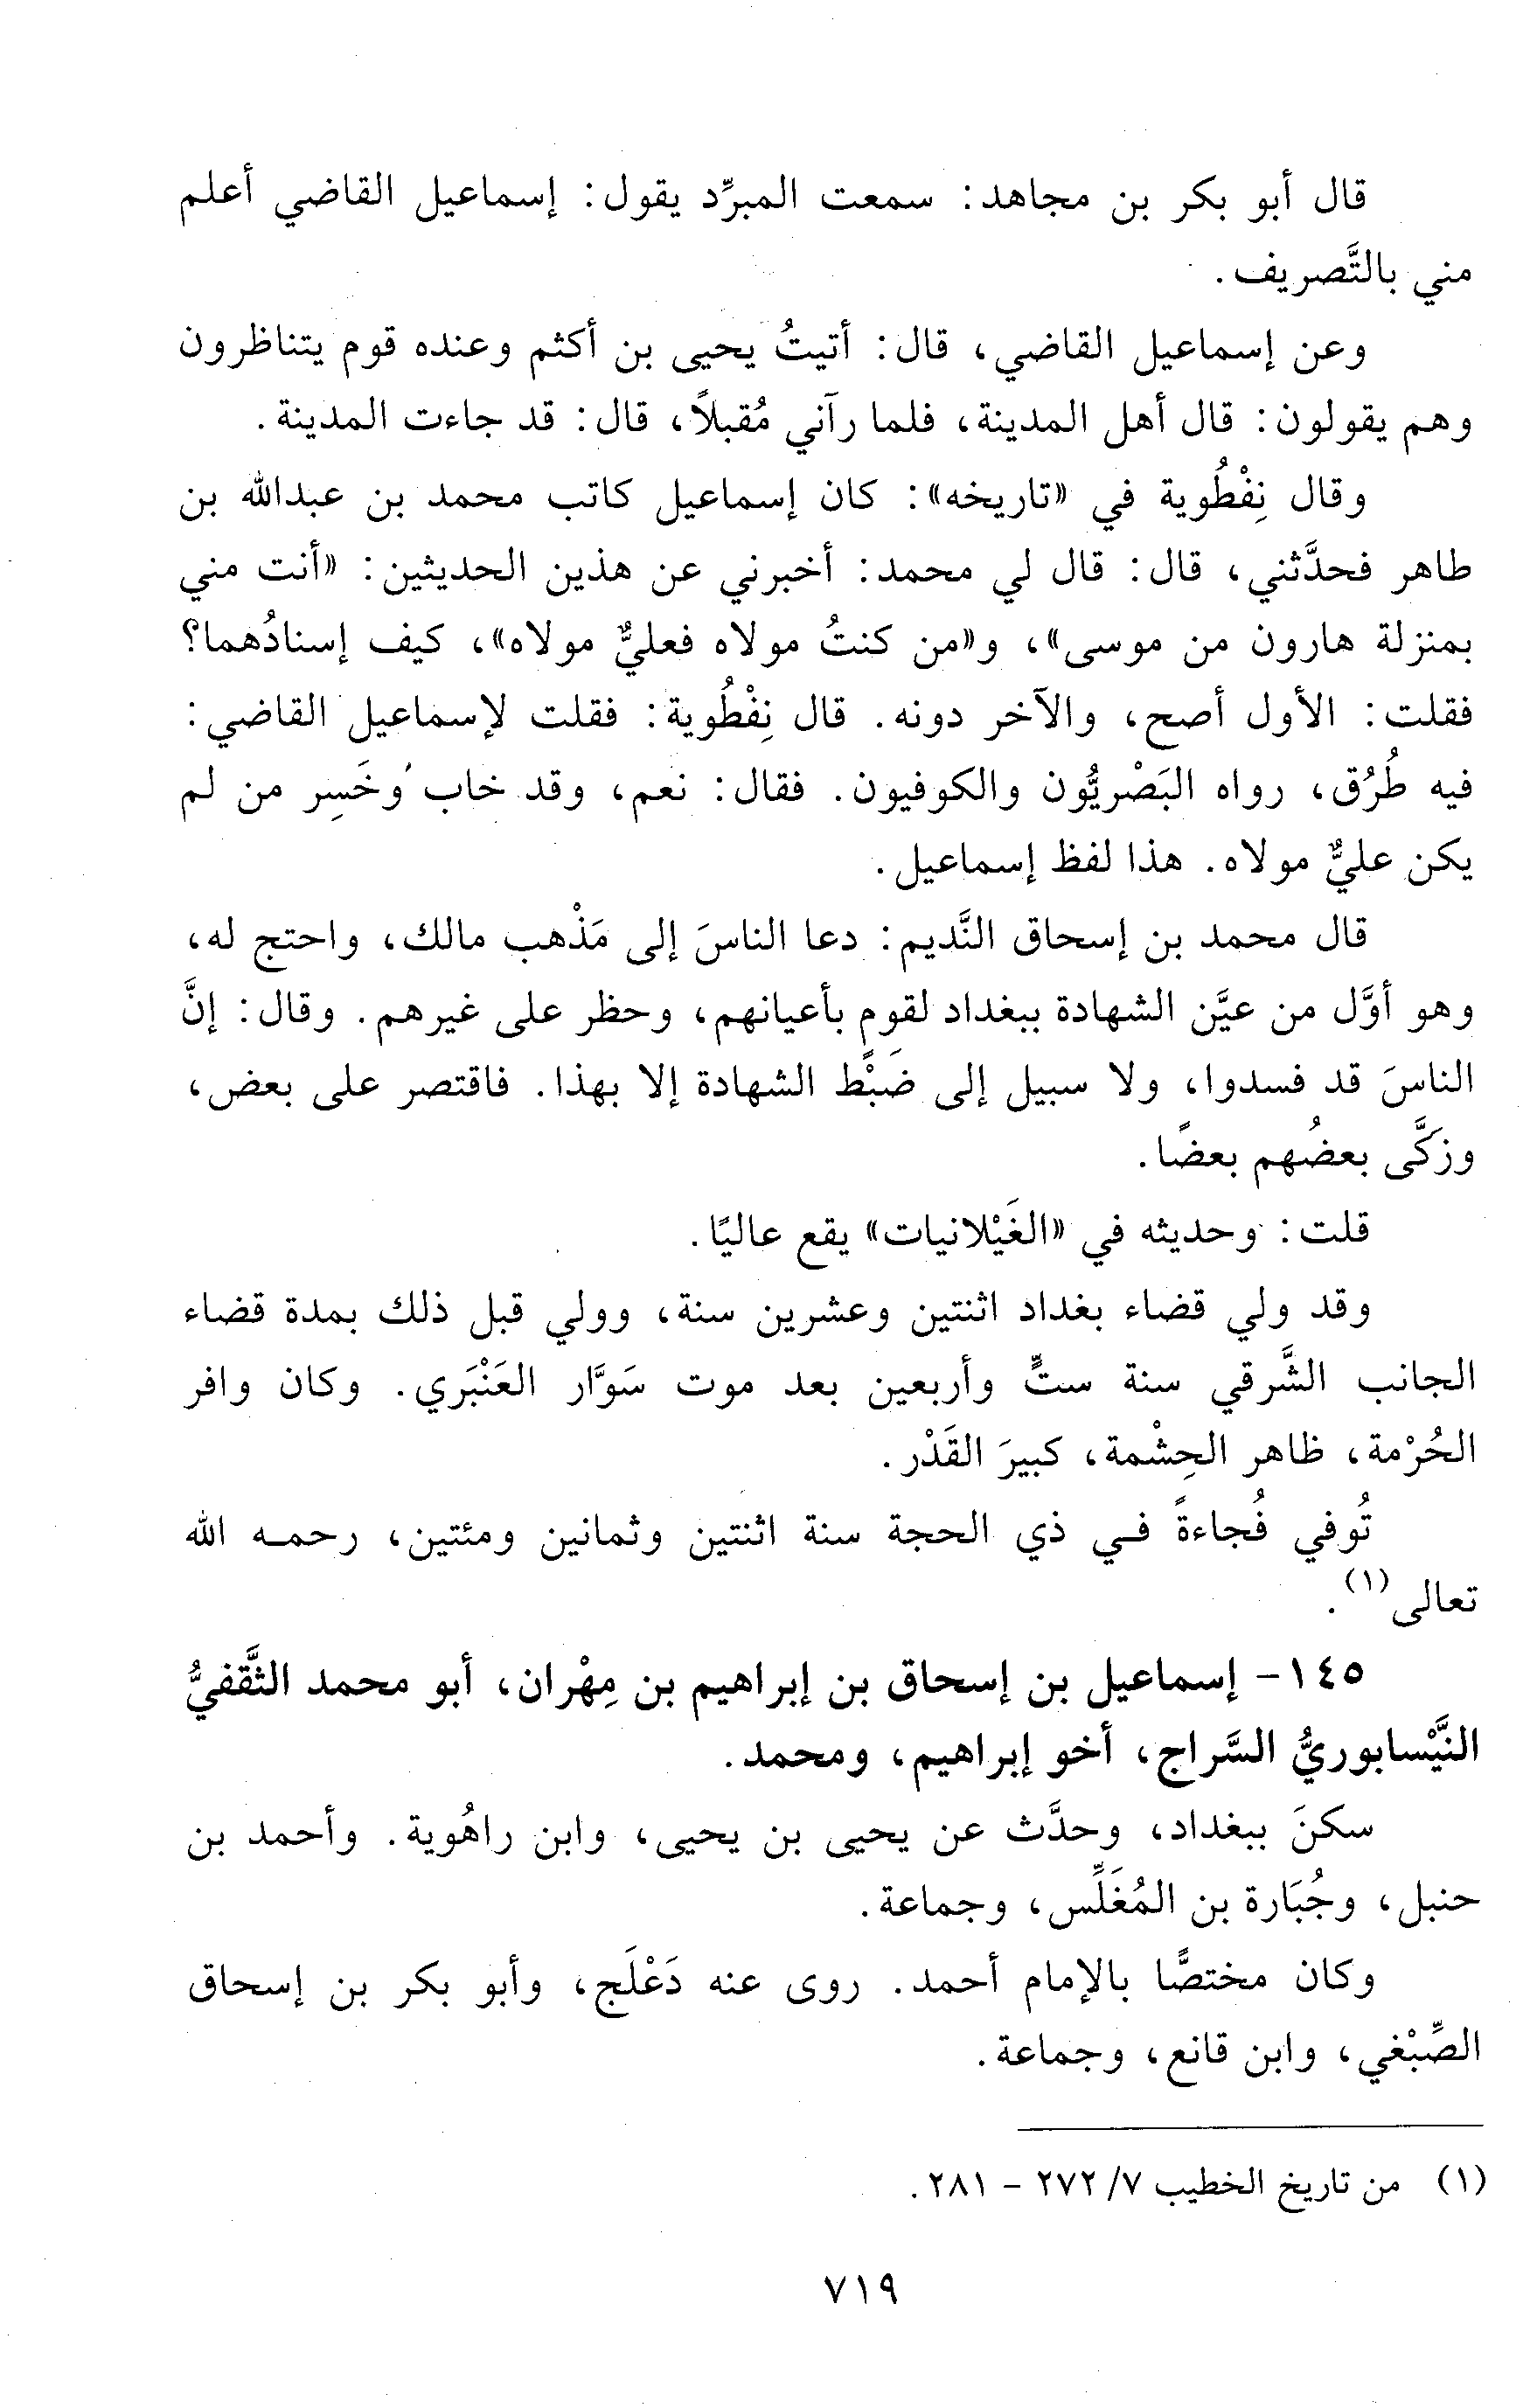 قال أبو بكر بن مجاهد: سمعت المبرِّد يقول: إسماعيل القاضي أعلم
مني بالتَّصريف.
وعن إسماعيل القاضي، قال: أتيتُ يحيى بن أكثم وعنده قوم يتناظرون
وهم يقولون: قال أهل المدينة، فلما رآني مُقبلاً، قال: قد جاءت المدينة.
وقال نِفْطُوية في «تاريخه»: كان إسماعيل كاتب محمد بن عبدالله بن
طاهر فحدَّثني، قال: قال لي محمد: أخبرني عن هذين الحديثين: «أنت مني
بمنزلة هارون من موسى»، و«من كنتُ مولاه فعليٌّ مولاه»، كيف إسنادُهما؟
فقلت: الأول أصح، والآخر دونه. قال نِفْطُوية: فقلت لإسماعيل القاضي:
فيه طُرُق، رواه البَصْريُّون والكوفيون. فقال: نعم، وقد خاب وخَسِر من لم
يكن عليٌّ مولاه. هذا لفظ إسماعيل.
قال محمد بن إسحاق النَّديم: دعا الناسَ إلى مَذْهب مالك، واحتج له،
وهو أوَّل من عيَّن الشهادة ببغداد لقوم بأعيانهم، وحظر على غيرهم. وقال: إنَّ
الناسَ قد فسدوا، ولا سبيل إلى ضَبْط الشهادة إلا بهذا. فاقتصر على بعض،
وزكَّى بعضُهم بعضًا.
قلت: وحديثه في «الغَيْلانيات» يقع عاليًا.
وقد ولي قضاء بغداد اثنتين وعشرين سنة، وولي قبل ذلك بمدة قضاء
الجانب الشَّرقي سنة ستٍّ وأربعين بعد موت سَوَّار العَنْبَري. وكان وافر
الحُرْمة، ظاهر الحِشْمة، كبيرَ القَدْر.
تُوفي فُجاءةً في ذي الحجة سنة اثنتين وثمانين ومئتين، رحمه الله
تعالى(١).
١٤٥- إسماعيل بن إسحاق بن إبراهيم بن مِهْران، أبو محمد الثَّقفيُّ
النَّيْسابوريُّ السَّراج، أخو إبراهيم، ومحمد.
سكنَ ببغداد، وحدَّث عن يحيى بن يحيى، وابن راهُوية. وأحمد بن
حنبل، وجُبَارة بن المُغَلِّس، وجماعة.
وكان مختصًّا بالإمام أحمد. روى عنه دَعْلَج، وأبو بكر بن إسحاق
الصِّبْغي، وابن قانع، وجماعة.
(١) من تاريخ الخطيب ٧/ ٢٧٢ - ٢٨١.
٧١٩